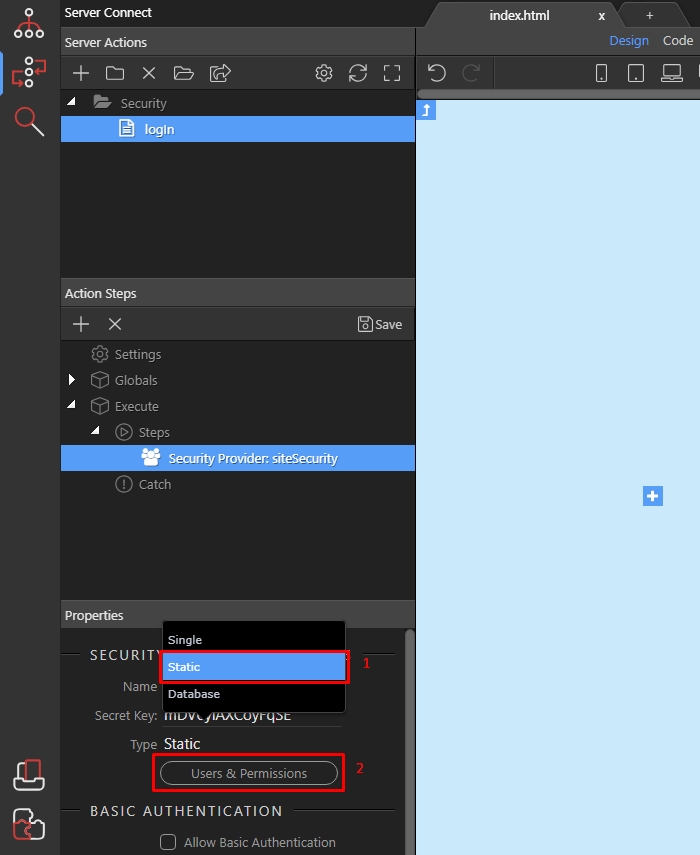 Server Connect
index.html x +
Server Actions
Design Code
Security
logIn
Action Steps
Save
Settings
Globals
Execute
Steps
Security Provider: siteSecurity
Catch
Properties
Single
SECURITY
Static 1
Name
Database
Secret Key:
Type Static
Users & Permissions 2
BASIC AUTHENTICATION
Allow Basic Authentication